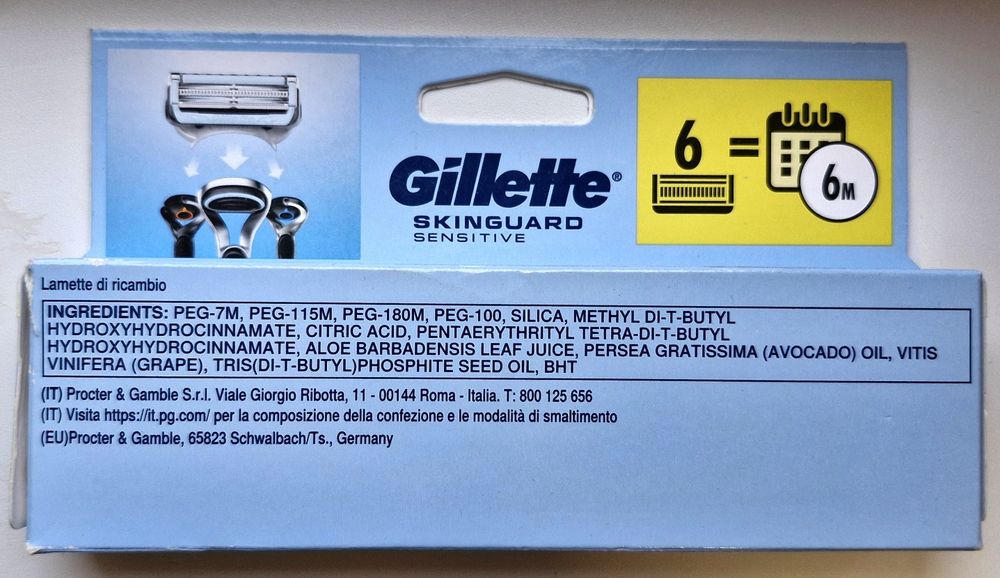 Gillette®
SKINGUARD
SENSITIVE
6 = 6M
Lamette di ricambio
INGREDIENTS: PEG-7M, PEG-115M, PEG-180M, PEG-100, SILICA, METHYL DI-T-BUTYL
HYDROXYHYDROCINNAMATE, CITRIC ACID, PENTAERYTHRITYL TETRA-DI-T-BUTYL
HYDROXYHYDROCINNAMATE, ALOE BARBADENSIS LEAF JUICE, PERSEA GRATISSIMA (AVOCADO) OIL, VITIS
VINIFERA (GRAPE), TRIS(DI-T-BUTYL)PHOSPHITE SEED OIL, BHT
(IT) Procter & Gamble S.r.l. Viale Giorgio Ribotta, 11 - 00144 Roma - Italia. T: 800 125 656
(IT) Visita https://it.pg.com/ per la composizione della confezione e le modalità di smaltimento
(EU)Procter & Gamble, 65823 Schwalbach/Ts., Germany